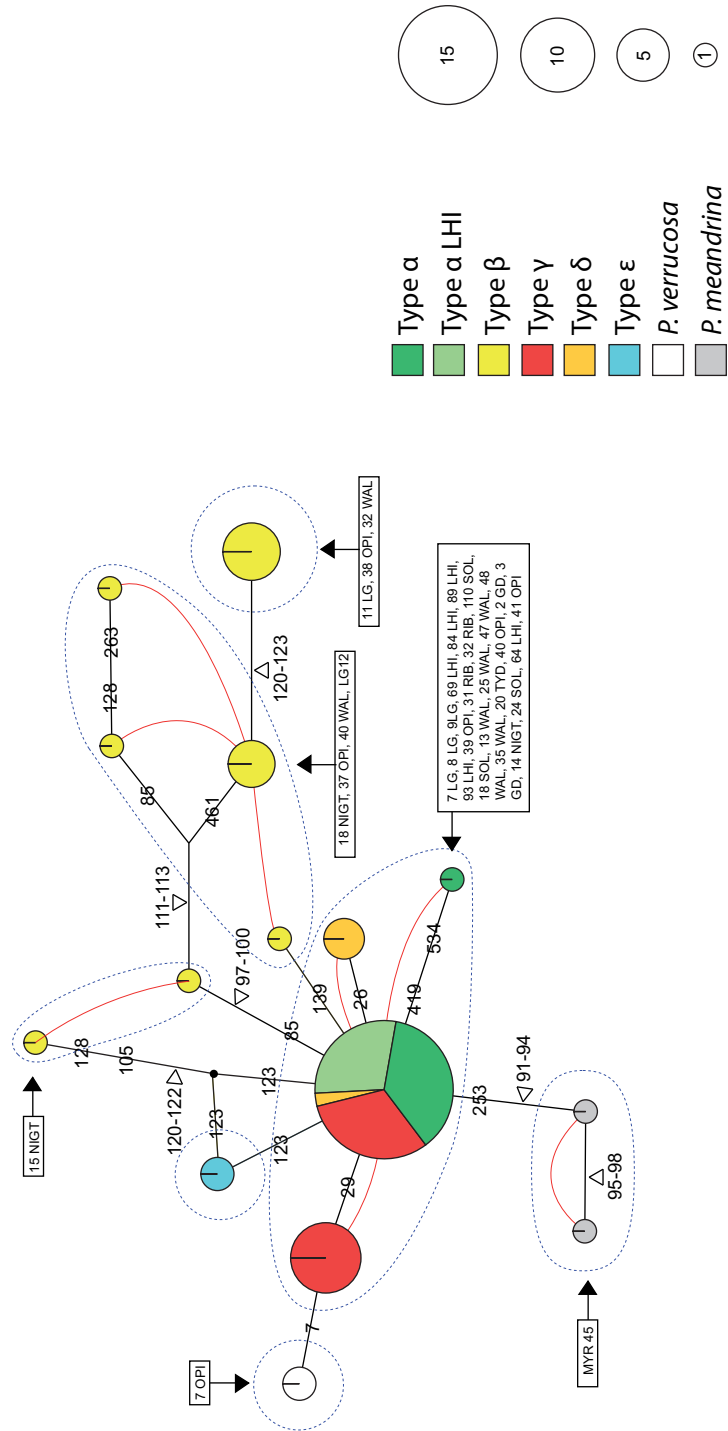 15
10
5
1
Type α
Type α LHI
Type β
Type γ
Type δ
Type ε
P. verrucosa
P. meandrina
15 NIGT
128
105
120-122
123
123
123
7 OPI
7
29
85
97-100
111-113
85
461
128
263
120-123
11 LG, 38 OPI, 32 WAL
18 NIGT, 37 OPI, 40 WAL, LG12
139
26
419
534
7 LG, 8 LG, 9LG, 69 LHI, 84 LHI, 89 LHI,
93 LHI, 39 OPI, 31 RIB, 32 RIB, 110 SOL,
18 SOL, 13 WAL, 25 WAL, 47 WAL, 48
WAL, 35 WAL, 20 TYD, 40 OPI, 2 GD, 3
GD, 14 NIGT, 24 SOL, 64 LHI, 41 OPI
253
91-94
95-98
MYR 45